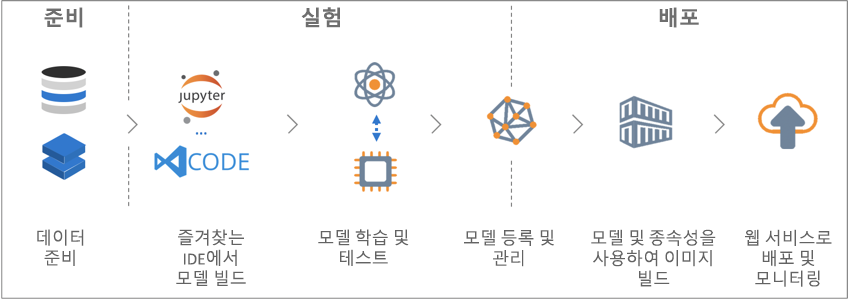 준비
실험
배포
jupyter
...
CODE
데이터
준비
즐겨찾는
IDE에서
모델 빌드
모델 학습 및
테스트
모델 등록 및
관리
모델 및 종속성을
사용하여 이미지
빌드
웹 서비스로
배포 및
모니터링